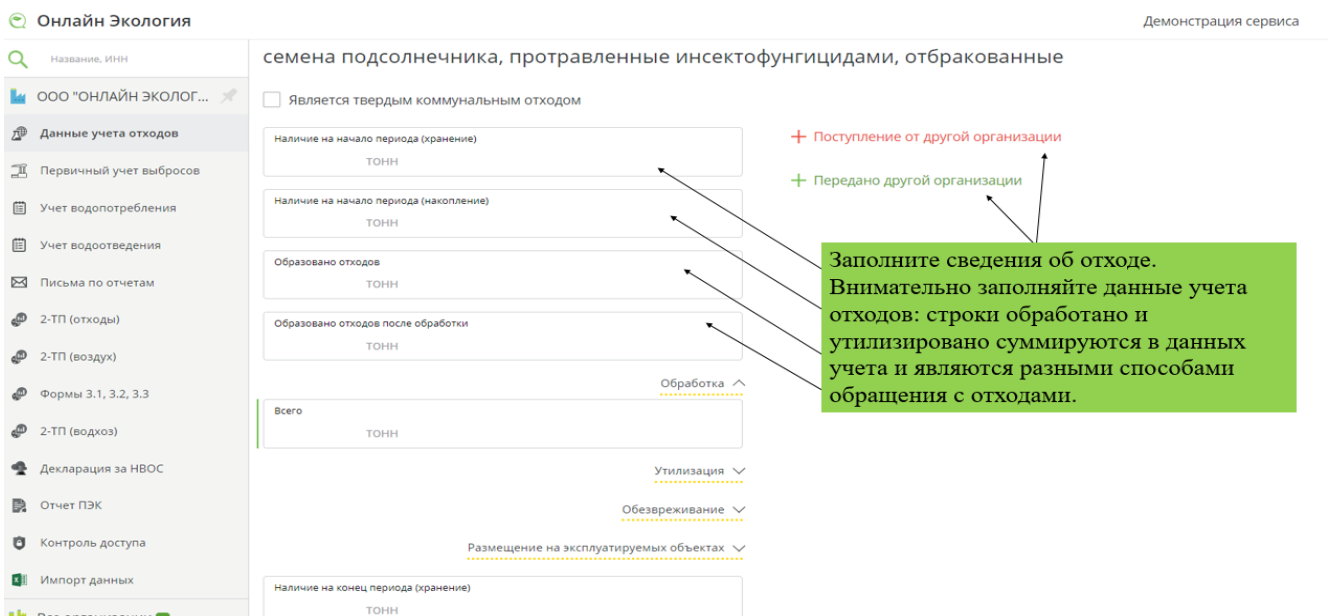 Онлайн Экология
Демонстрация сервиса
Название, ИНН
ООО "ОНЛАЙН ЭКОЛОГ...
Данные учета отходов
Первичный учет выбросов
Учет водопотребления
Учет водоотведения
Письма по отчетам
2-ТП (отходы)
2-ТП (воздух)
Формы 3.1, 3.2, 3.3
2-ТП (водхоз)
Декларация за НВОС
Отчет ПЭК
Контроль доступа
Импорт данных
семена подсолнечника, протравленные инсектофунгицидами, отбракованные
Является твердым коммунальным отходом
Наличие на начало периода (хранение)
тонн
Наличие на начало периода (накопление)
тонн
Образовано отходов
тонн
Образовано отходов после обработки
тонн
Обработка
Всего
тонн
Утилизация
Обезвреживание
Размещение на эксплуатируемых объектах
Наличие на конец периода (хранение)
тонн
+ Поступление от другой организации
+ Передано другой организации
Заполните сведения об отходе.
Внимательно заполняйте данные учета
отходов: строки обработано и
утилизировано суммируются в данных
учета и являются разными способами
обращения с отходами.